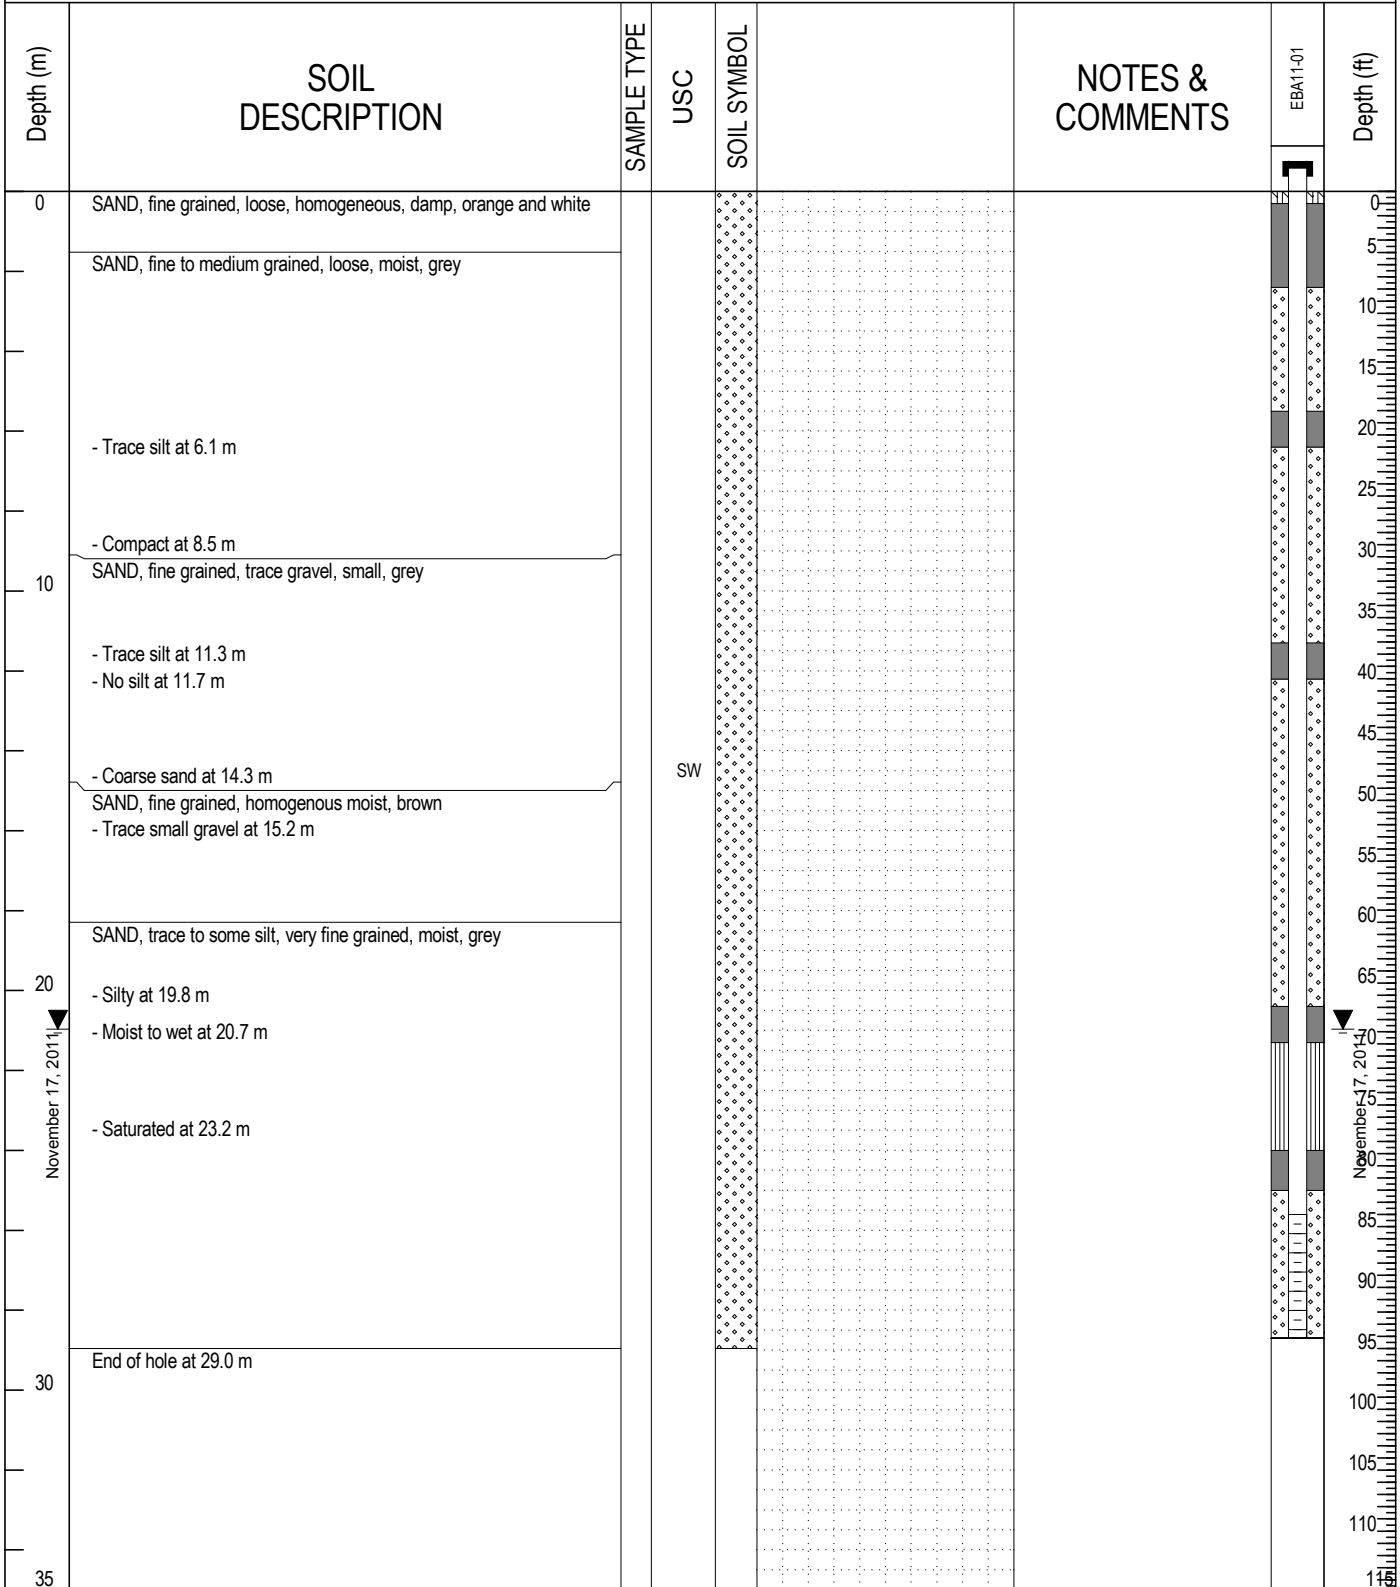 Depth (m)
SOIL
DESCRIPTION
SAMPLE TYPE
USC
SOIL SYMBOL
NOTES &
COMMENTS
EBA11-01
Depth (ft)
0
SAND, fine grained, loose, homogeneous, damp, orange and white
SAND, fine to medium grained, loose, moist, grey
- Trace silt at 6.1 m
- Compact at 8.5 m
SAND, fine grained, trace gravel, small, grey
10
- Trace silt at 11.3 m
- No silt at 11.7 m
- Coarse sand at 14.3 m
SW
SAND, fine grained, homogenous moist, brown
- Trace small gravel at 15.2 m
SAND, trace to some silt, very fine grained, moist, grey
20
- Silty at 19.8 m
- Moist to wet at 20.7 m
November 17, 2011
- Saturated at 23.2 m
End of hole at 29.0 m
30
35
0
5
10
15
20
25
30
35
40
45
50
55
60
65
70
November 17, 2011
75
80
85
90
95
100
105
110
115